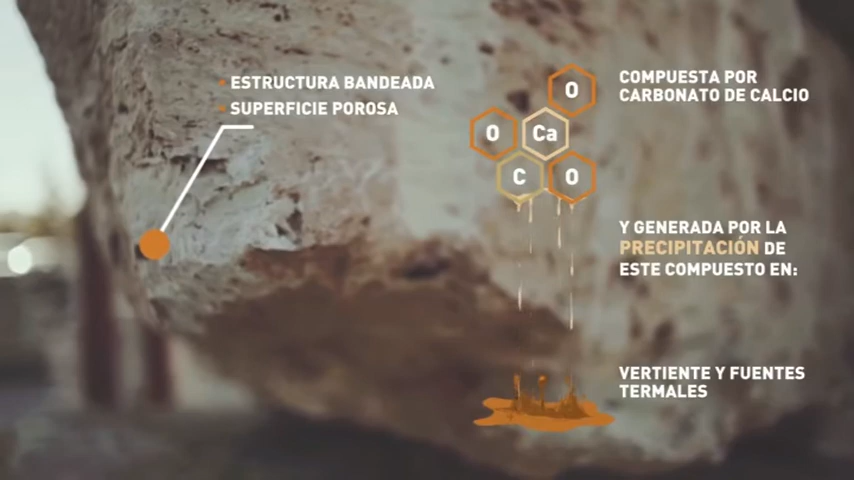 • ESTRUCTURA BANDEADA
• SUPERFICIE POROSA
O
O Ca
C O
COMPUESTA POR
CARBONATO DE CALCIO
Y GENERADA POR LA
PRECIPITACIÓN DE
ESTE COMPUESTO EN:
VERTIENTE Y FUENTES
TERMALES